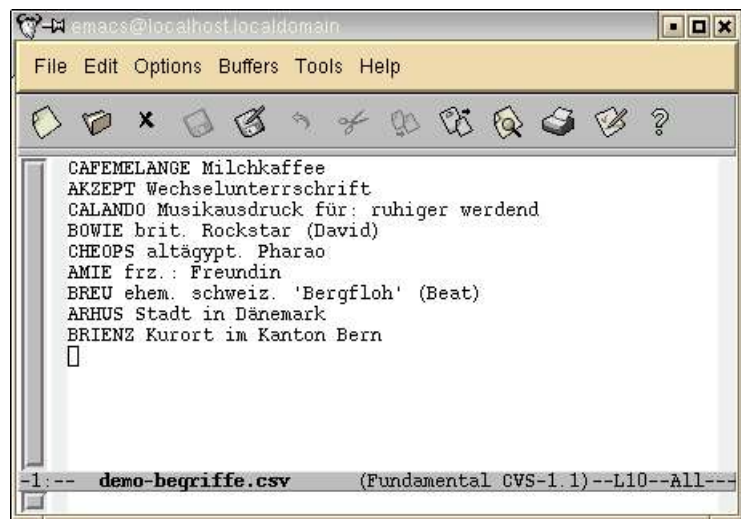 emacs@localhost.localdomain
File Edit Options Buffers Tools Help
CAFEMELANGE Milchkaffee
AKZEPT Wechselunterrschrift
CALANDO Musikausdruck für: ruhiger werdend
BOWIE brit. Rockstar (David)
CHEOPS altägypt. Pharao
AMIE frz.: Freundin
BREU ehem. schweiz. 'Bergfloh' (Beat)
ARHUS Stadt in Dänemark
BRIENZ Kurort im Kanton Bern
-1:-- demo-begriffe.csv (Fundamental CVS-1.1)--L10--All---